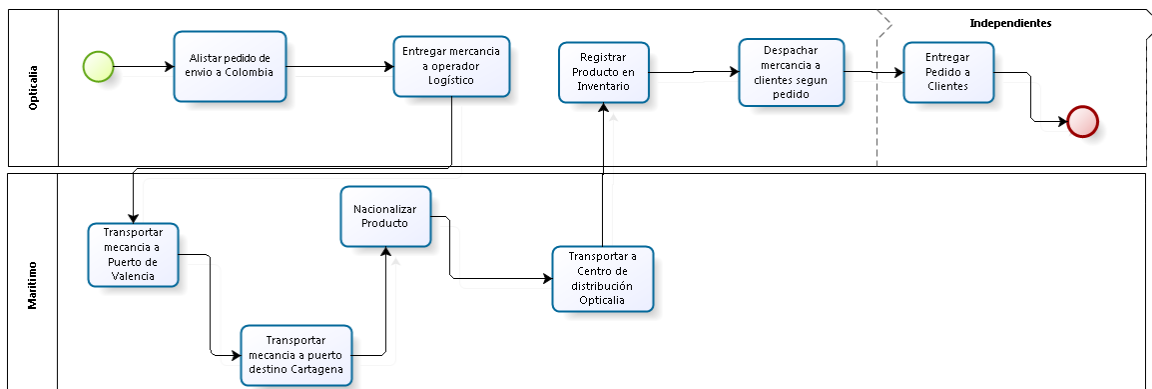 Independientes
Opticalia
Alistar pedido de
envio a Colombia
Entregar mercancia
a operador
Logístico
Registrar
Producto en
Inventario
Despachar
mercancia a
clientes segun
pedido
Entregar
Pedido a
Clientes
Maritimo
Transportar
mecancia a
Puerto de
Valencia
Transportar
mecancia a puerto
destino Cartagena
Nacionalizar
Producto
Transportar a
Centro de
distribución
Opticalia